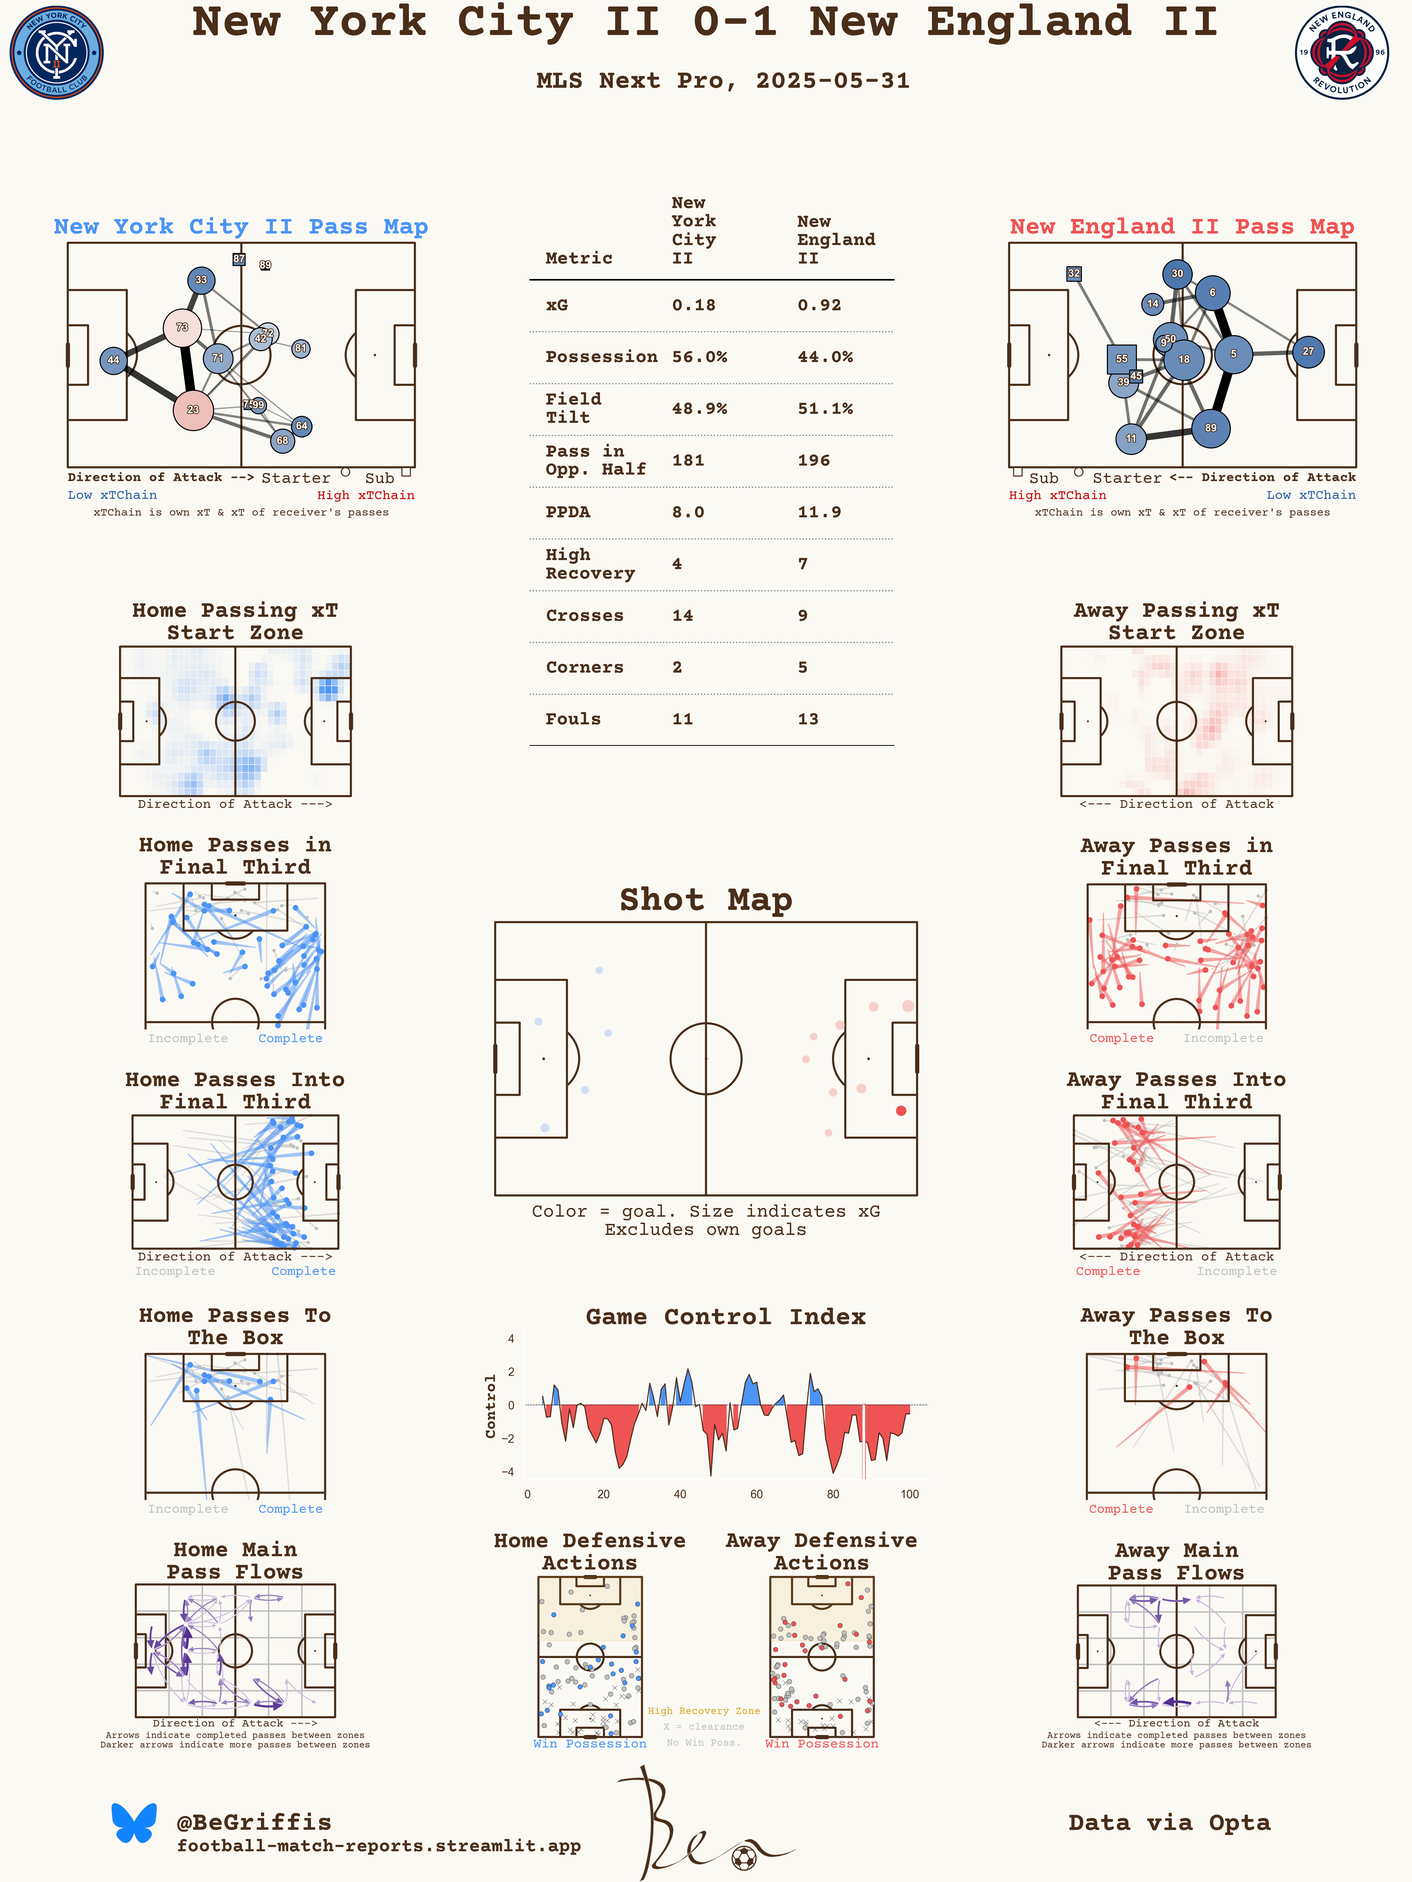 New York City II 0-1 New England II
MLS Next Pro, 2025-05-31
NEW YORK CITY
FOOTBALL CLUB
NEW ENGLAND
19 96
REVOLUTION
New York City II Pass Map
87
89
33
73
72
42
44
71
81
23
99
64
68
Direction of Attack --> Starter Sub
Low xTChain High xTChain
xTChain is own xT & xT of receiver's passes
Metric New York City II New England II
xG 0.18 0.92
Possession 56.0% 44.0%
Field Tilt 48.9% 51.1%
Pass in Opp. Half 181 196
PPDA 8.0 11.9
High Recovery 4 7
Crosses 14 9
Corners 2 5
Fouls 11 13
New England II Pass Map
32
30
14
6
50
9
55
18
5
27
45
39
11
89
Sub Starter <-- Direction of Attack
High xTChain Low xTChain
xTChain is own xT & xT of receiver's passes
Home Passing xT
Start Zone
Direction of Attack --->
Away Passing xT
Start Zone
<--- Direction of Attack
Home Passes in
Final Third
Incomplete Complete
Shot Map
Color = goal. Size indicates xG
Excludes own goals
Away Passes in
Final Third
Complete Incomplete
Home Passes Into
Final Third
Direction of Attack --->
Incomplete Complete
Away Passes Into
Final Third
<--- Direction of Attack
Complete Incomplete
Home Passes To
The Box
Incomplete Complete
Game Control Index
Control
4
2
0
−2
−4
0 20 40 60 80 100
Away Passes To
The Box
Complete Incomplete
Home Main
Pass Flows
Direction of Attack --->
Arrows indicate completed passes between zones
Darker arrows indicate more passes between zones
Home Defensive
Actions
Win Possession
High Recovery Zone
X = clearance
No Win Poss.
Away Defensive
Actions
Win Possession
Away Main
Pass Flows
<--- Direction of Attack
Arrows indicate completed passes between zones
Darker arrows indicate more passes between zones
@BeGriffis
football-match-reports.streamlit.app
Ben
Data via Opta